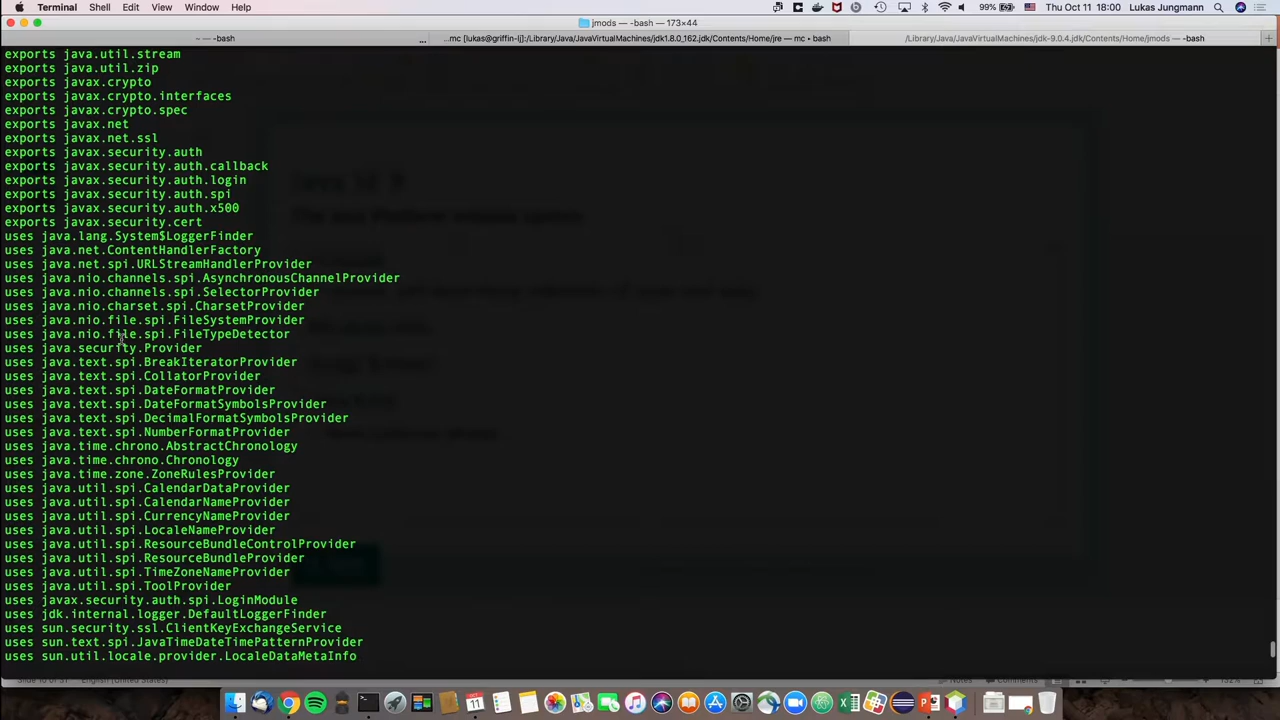 Terminal Shell Edit View Window Help
99% Thu Oct 11 18:00 Lukas Jungmann
jmods — -bash — 173×44
~ — -bash
...mc [lukas@griffin-lj]:/Library/Java/JavaVirtualMachines/jdk1.8.0_162.jdk/Contents/Home/jre — mc • bash
/Library/Java/JavaVirtualMachines/jdk-9.0.4.jdk/Contents/Home/jmods — -bash
exports java.util.stream
exports java.util.zip
exports javax.crypto
exports javax.crypto.interfaces
exports javax.crypto.spec
exports javax.net
exports javax.net.ssl
exports javax.security.auth
exports javax.security.auth.callback
exports javax.security.auth.login
exports javax.security.auth.spi
exports javax.security.auth.x500
exports javax.security.cert
uses java.lang.System$LoggerFinder
uses java.net.ContentHandlerFactory
uses java.net.spi.URLStreamHandlerProvider
uses java.nio.channels.spi.AsynchronousChannelProvider
uses java.nio.channels.spi.SelectorProvider
uses java.nio.charset.spi.CharsetProvider
uses java.nio.file.spi.FileSystemProvider
uses java.nio.file.spi.FileTypeDetector
uses java.security.Provider
uses java.text.spi.BreakIteratorProvider
uses java.text.spi.CollatorProvider
uses java.text.spi.DateFormatProvider
uses java.text.spi.DateFormatSymbolsProvider
uses java.text.spi.DecimalFormatSymbolsProvider
uses java.text.spi.NumberFormatProvider
uses java.time.chrono.AbstractChronology
uses java.time.chrono.Chronology
uses java.time.zone.ZoneRulesProvider
uses java.util.spi.CalendarDataProvider
uses java.util.spi.CalendarNameProvider
uses java.util.spi.CurrencyNameProvider
uses java.util.spi.LocaleNameProvider
uses java.util.spi.ResourceBundleControlProvider
uses java.util.spi.ResourceBundleProvider
uses java.util.spi.TimeZoneNameProvider
uses java.util.spi.ToolProvider
uses javax.security.auth.spi.LoginModule
uses jdk.internal.logger.DefaultLoggerFinder
uses sun.security.ssl.ClientKeyExchangeService
uses sun.text.spi.JavaTimeDateTimePatternProvider
uses sun.util.locale.provider.LocaleDataMetaInfo
English (United States)
Notes
Comments